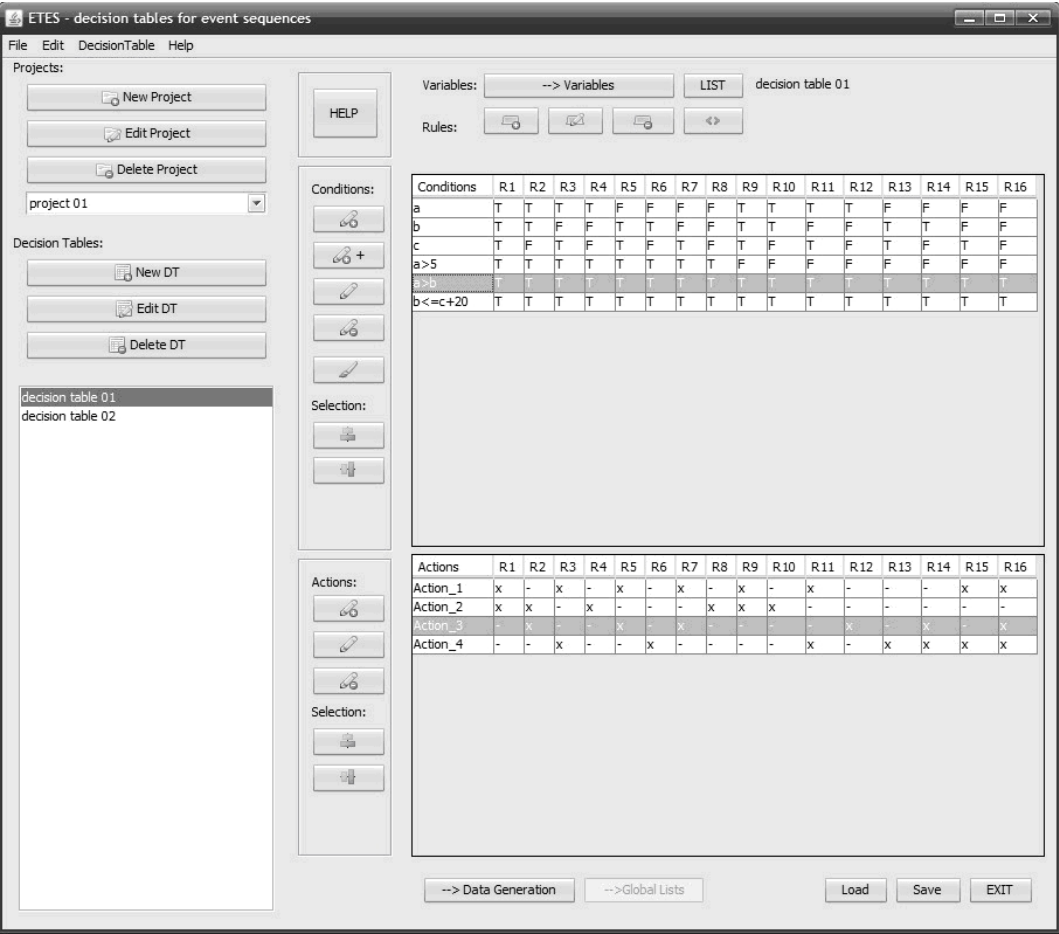 ETES - decision tables for event sequences
File Edit DecisionTable Help
Projects:
New Project
Edit Project
Delete Project
project 01
Decision Tables:
New DT
Edit DT
Delete DT
decision table 01
decision table 02
HELP
Conditions:
+
Selection:
Actions:
Selection:
Variables: --> Variables LIST decision table 01
Rules: <>
Conditions R1 R2 R3 R4 R5 R6 R7 R8 R9 R10 R11 R12 R13 R14 R15 R16
a T T T T F F F F T T T T F F F F
b T T F F T T F F T T F F T T F F
c T F T F T F T F T F T F T F T F
a>5 T T T T T T T T F F F F F F F F
a>b T T T T T T T T T T T T T T T T
b<=c+20 T T T T T T T T T T T T T T T T
Actions R1 R2 R3 R4 R5 R6 R7 R8 R9 R10 R11 R12 R13 R14 R15 R16
Action_1 x - x - x - x - x - x - - - x x
Action_2 x x - x - - - x x x - - - - - -
Action_3 - x - - x - x - - - - x - x - x
Action_4 - - x - - x - - - - x - x x x x
--> Data Generation -->Global Lists Load Save EXIT